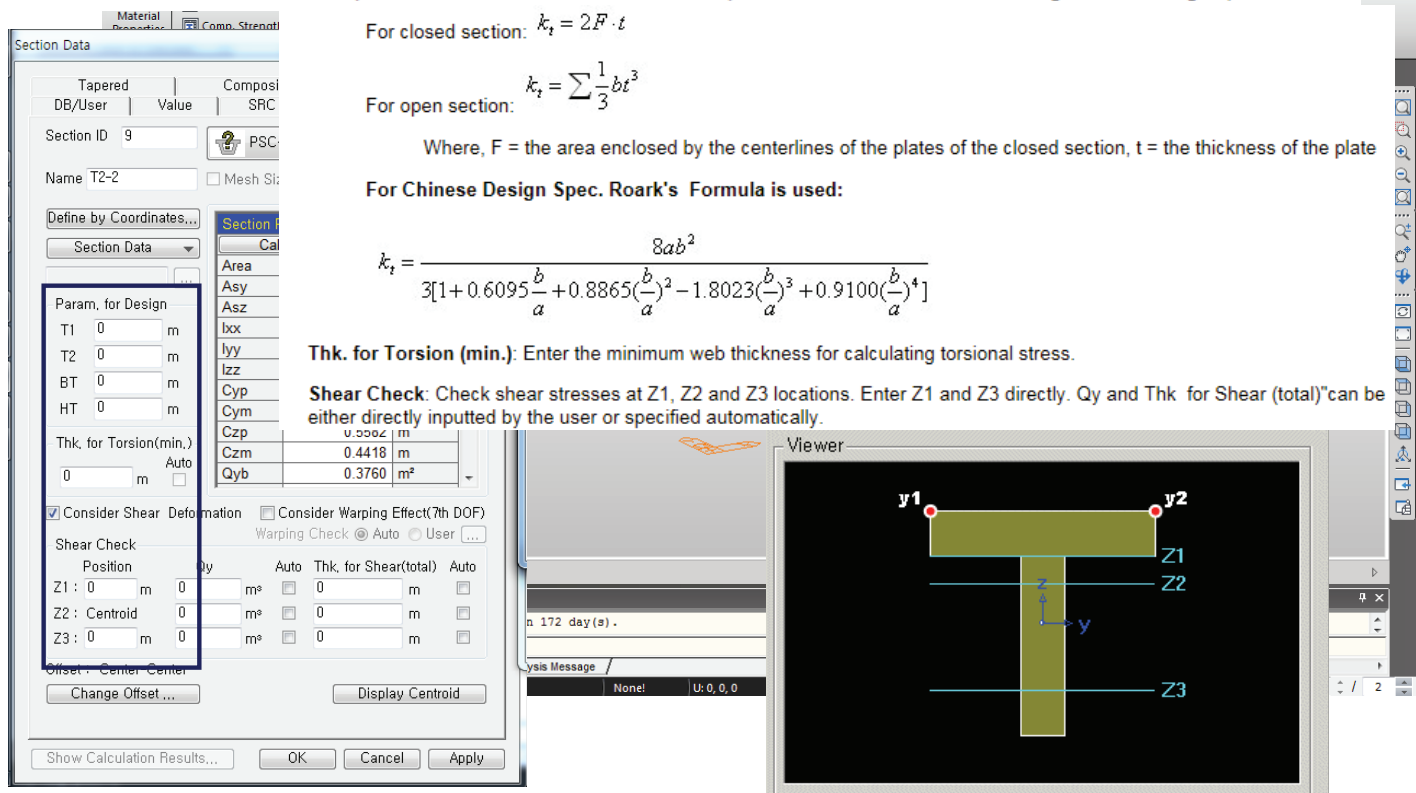 Material
Comp. Strengt
Section Data
Tapered
Composi
DB/User
Value
SRC
Section ID 9
PSC-
Name T2-2
Mesh Siz
Define by Coordinates...
Section Data
...
Section P
Cal
Area
Asy
Asz
Ixx
Iyy
Izz
Cyp
Cym
Czp 0.5582 m
Czm 0.4418 m
Qyb 0.3760 m²
Param. for Design
T1 0 m
T2 0 m
BT 0 m
HT 0 m
Thk. for Torsion(min.)
Auto
0 m
Consider Shear Deformation
Consider Warping Effect(7th DOF)
Warping Check Auto User ...
Shear Check
Position Qy Auto Thk. for Shear(total) Auto
Z1 : 0 m 0 m³ 0 m
Z2 : Centroid 0 m³ 0 m
Z3 : 0 m 0 m³ 0 m
Offset : Center-Center
Change Offset ...
Display Centroid
Show Calculation Results...
OK
Cancel
Apply
For closed section: k_t = 2F · t
For open section: k_t = ∑ 1/3 bt³
Where, F = the area enclosed by the centerlines of the plates of the closed section, t = the thickness of the plate
For Chinese Design Spec. Roark's Formula is used:
k_t = 8ab² / 3[1+0.6095 b/a +0.8865(b/a)² −1.8023(b/a)³ +0.9100(b/a)⁴]
Thk. for Torsion (min.): Enter the minimum web thickness for calculating torsional stress.
Shear Check: Check shear stresses at Z1, Z2 and Z3 locations. Enter Z1 and Z3 directly. Qy and Thk for Shear (total)"can be
either directly inputted by the user or specified automatically.
Viewer
y1
y2
Z1
Z2
z
y
Z3
n 172 day(s).
ysis Message
None!
U: 0, 0, 0
/ 2